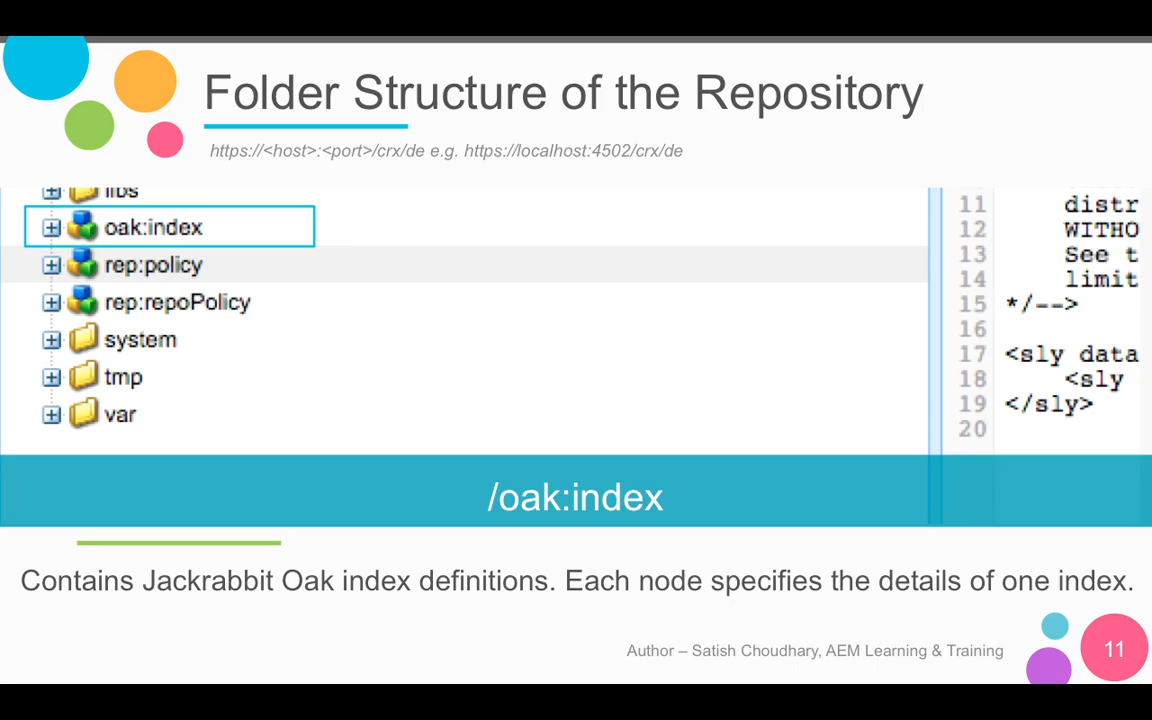 Folder Structure of the Repository
https://<host>:<port>/crx/de e.g. https://localhost:4502/crx/de
libs
oak:index
rep:policy
rep:repoPolicy
system
tmp
var
11 distr
12 WITHO
13 See t
14 limit
15 */-->
16
17 <sly data
18 <sly
19 </sly>
20
/oak:index
Contains Jackrabbit Oak index definitions. Each node specifies the details of one index.
Author – Satish Choudhary, AEM Learning & Training
11